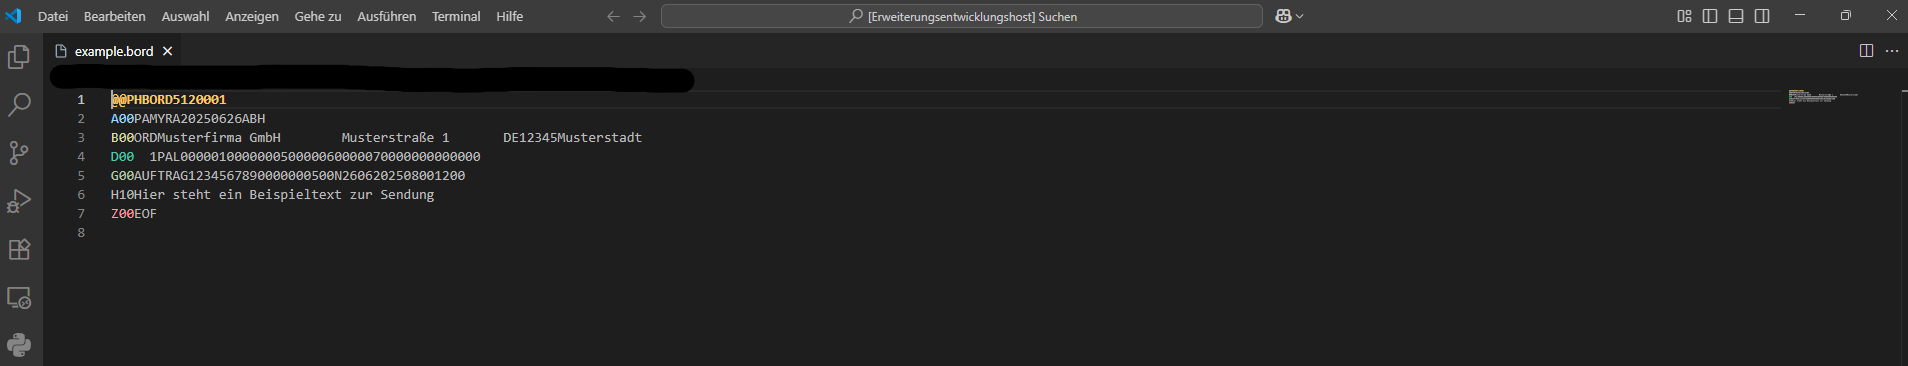 Datei Bearbeiten Auswahl Anzeigen Gehe zu Ausführen Terminal Hilfe [Erweiterungsentwicklungshost] Suchen
example.bord
1 @@PHBORD5120001
2 A00PAMYRA20250626ABH
3 B00ORDMusterfirma GmbH        Musterstraße 1       DE12345Musterstadt
4 D00  1PAL000001000000050000060000070000000000000
5 G00AUFTRAG1234567890000000500N2606202508001200
6 H10Hier steht ein Beispieltext zur Sendung
7 Z00EOF
8